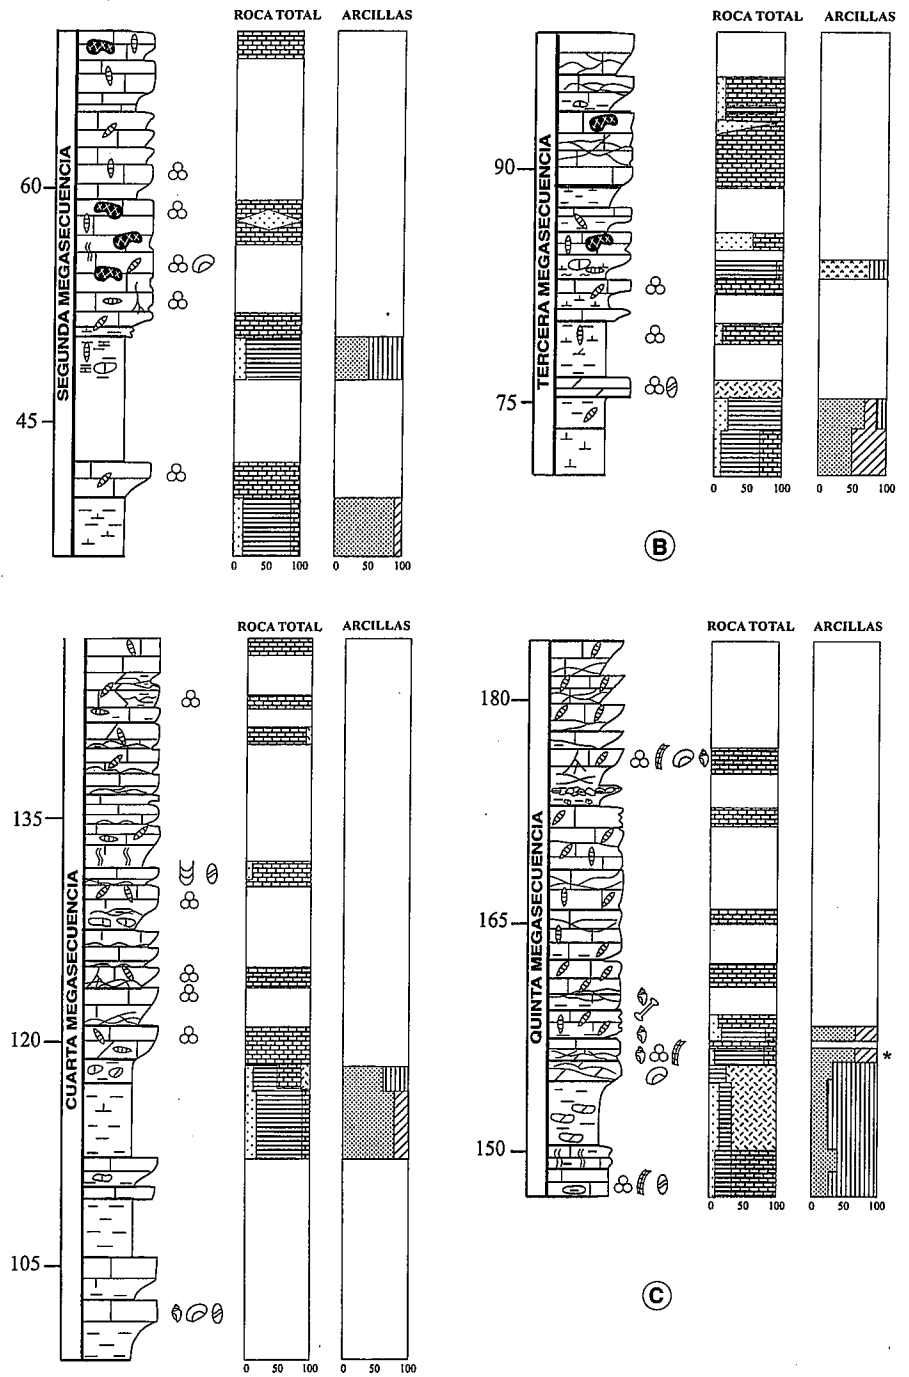 ROCA TOTAL ARCILLAS
SEGUNDA MEGASECUENCIA
60
45
0 50 100 0 50 100
ROCA TOTAL ARCILLAS
TERCERA MEGASECUENCIA
90
75
0 50 100 0 50 100
B
ROCA TOTAL ARCILLAS
CUARTA MEGASECUENCIA
135
120
105
0 50 100 0 50 100
ROCA TOTAL ARCILLAS
QUINTA MEGASECUENCIA
180
165
150
*
0 50 100 0 50 100
C